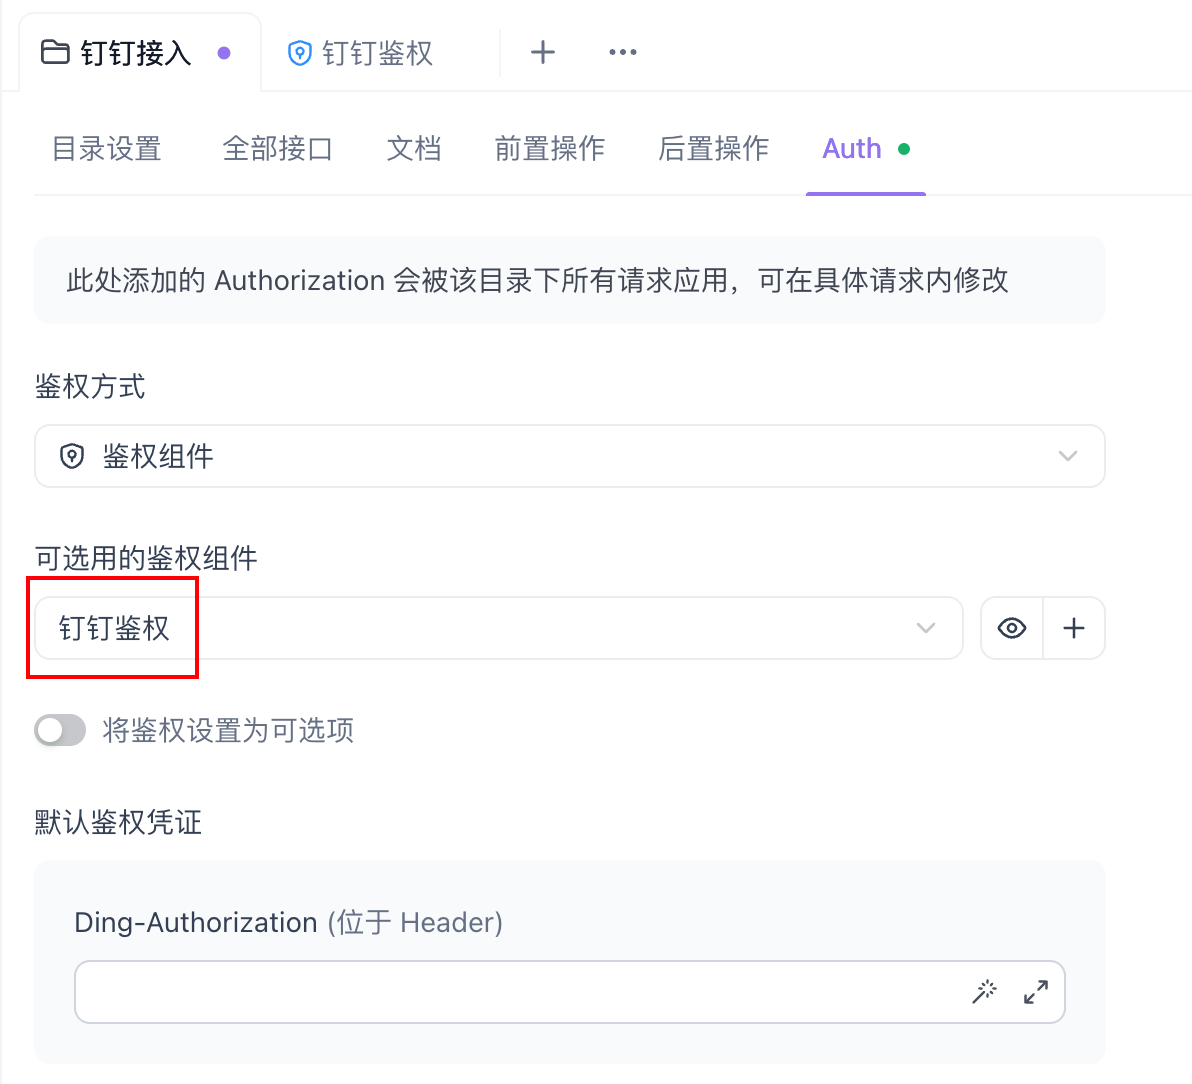 钉钉接入 钉钉鉴权
目录设置 全部接口 文档 前置操作 后置操作 Auth
此处添加的 Authorization 会被该目录下所有请求应用，可在具体请求内修改
鉴权方式
鉴权组件
可选用的鉴权组件
钉钉鉴权
将鉴权设置为可选项
默认鉴权凭证
Ding-Authorization (位于 Header)